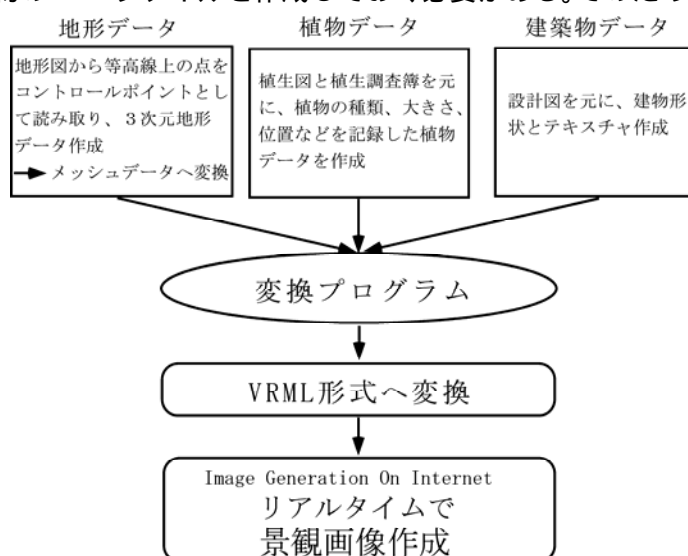 地形データ
植物データ
建築物データ
地形図から等高線上の点を
コントロールポイントとし
て読み取り、３次元地形
データ作成
メッシュデータへ変換
植生図と植生調査簿を元
に、植物の種類、大きさ、
位置などを記録した植物
データを作成
設計図を元に、建物形
状とテキスチャ作成
変換プログラム
VRML形式へ変換
Image Generation On Internet
リアルタイムで
景観画像作成